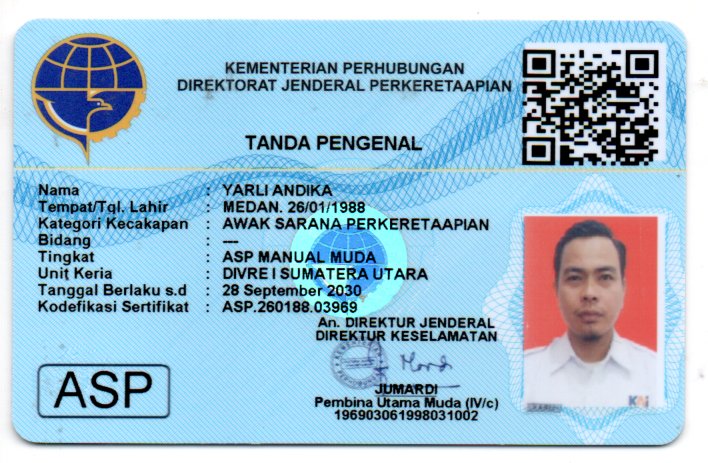 KEMENTERIAN PERHUBUNGAN
DIREKTORAT JENDERAL PERKERETAAPIAN
TANDA PENGENAL
Nama : YARLI ANDIKA
Tempat/Tgl. Lahir : MEDAN. 26/01/1988
Kategori Kecakapan : AWAK SARANA PERKERETAAPIAN
Bidang : ---
Tingkat : ASP MANUAL MUDA
Unit Kerja : DIVRE I SUMATERA UTARA
Tanggal Berlaku s.d : 28 September 2030
Kodefikasi Sertifikat : ASP.260188.03969
An. DIREKTUR JENDERAL
DIREKTUR KESELAMATAN
JUMARDI
Pembina Utama Muda (IV/c)
196903061998031002
ASP